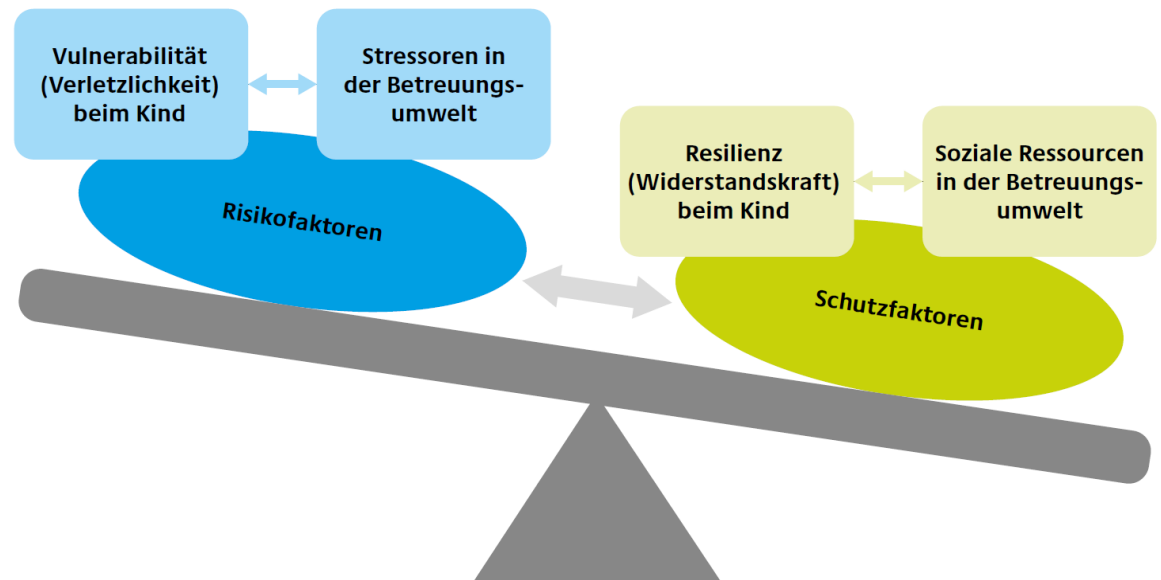 Vulnerabilität
(Verletzlichkeit)
beim Kind
Stressoren in
der Betreuungs-
umwelt
Risikofaktoren
Resilienz
(Widerstandskraft)
beim Kind
Soziale Ressourcen
in der Betreuungs-
umwelt
Schutzfaktoren